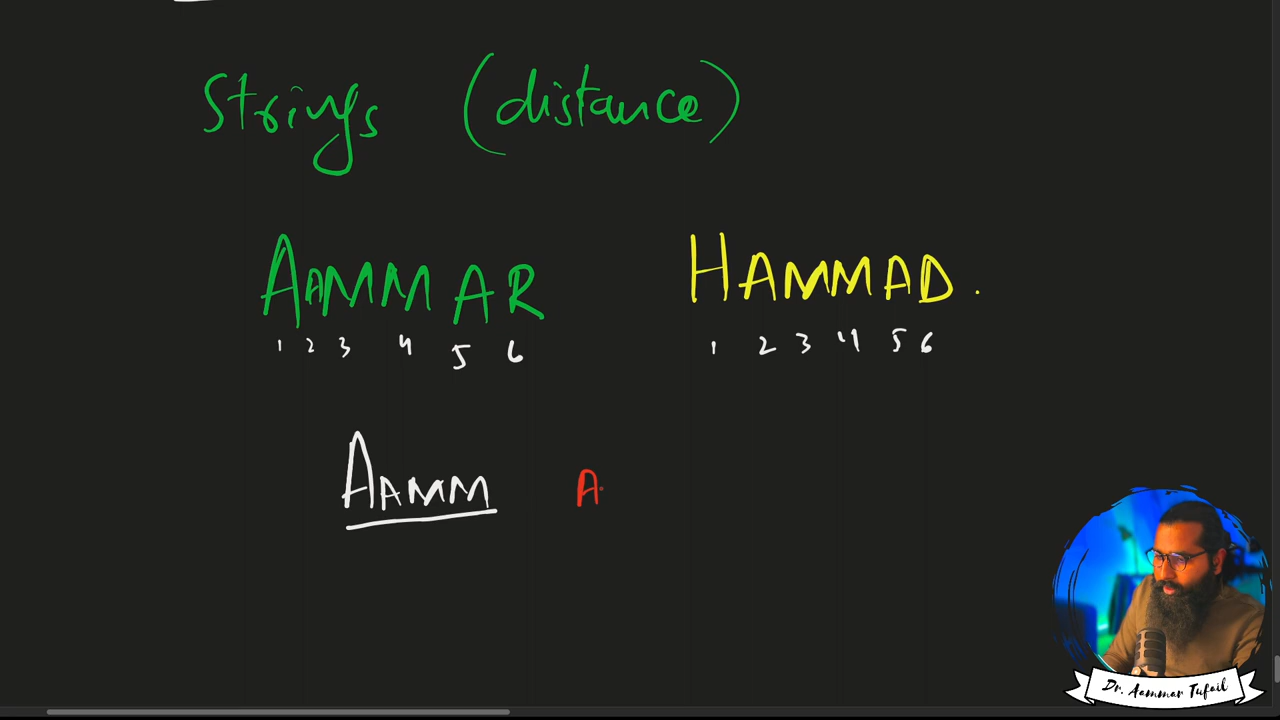 Strings (distance)
AAMMAR HAMMAD.
1 2 3 4 5 6 1 2 3 4 5 6
AAMM A
Dr. Aammar Tufail